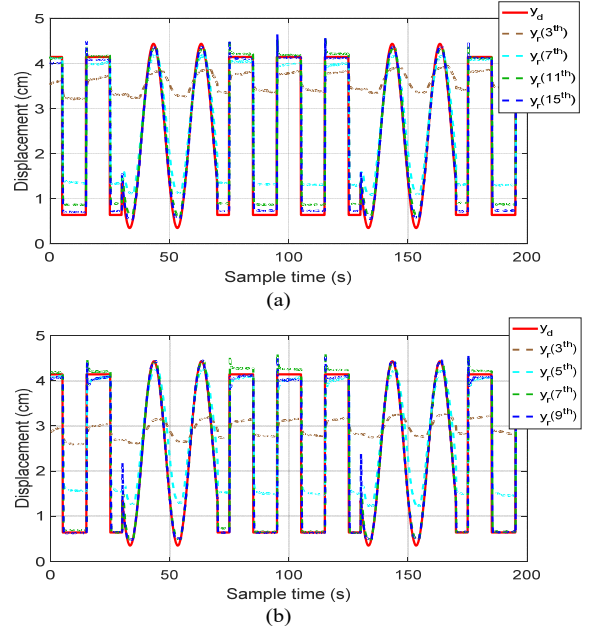 5
4
3
2
1
0
Displacement (cm)
0
50
100
150
200
Sample time (s)
y_d
y_r(3^th)
y_r(7^th)
y_r(11^th)
y_r(15^th)
(a)
5
4
3
2
1
0
Displacement (cm)
0
50
100
150
200
Sample time (s)
y_d
y_r(3^th)
y_r(5^th)
y_r(7^th)
y_r(9^th)
(b)